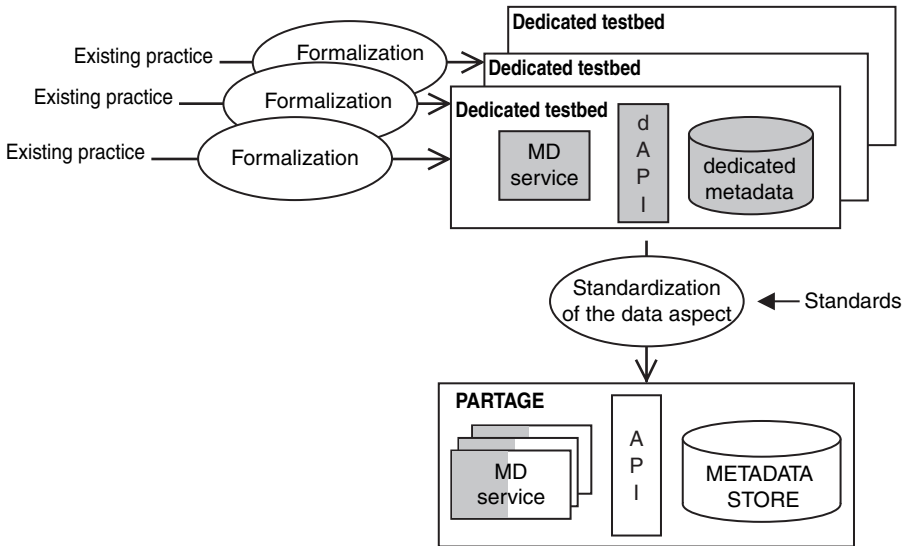 Dedicated testbed
Existing practice
Formalization
Dedicated testbed
Existing practice
Formalization
Dedicated testbed
Existing practice
Formalization
MD
service
d
A
P
I
dedicated
metadata
Standardization
of the data aspect
Standards
PARTAGE
MD
service
A
P
I
METADATA
STORE